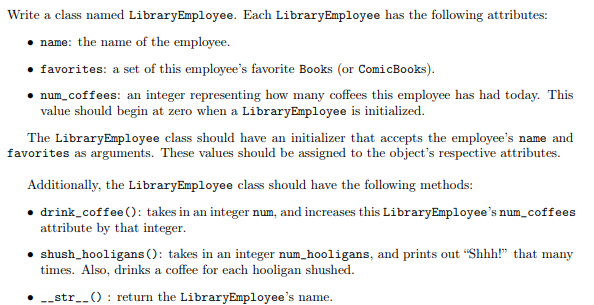 Write a class named LibraryEmployee. Each LibraryEmployee has the following attributes:
• name: the name of the employee.
• favorites: a set of this employee's favorite Books (or ComicBooks).
• num_coffees: an integer representing how many coffees this employee has had today. This
value should begin at zero when a LibraryEmployee is initialized.
The LibraryEmployee class should have an initializer that accepts the employee's name and
favorites as arguments. These values should be assigned to the object's respective attributes.
Additionally, the LibraryEmployee class should have the following methods:
• drink_coffee(): takes in an integer num, and increases this LibraryEmployee's num_coffees
attribute by that integer.
• shush_hooligans(): takes in an integer num_hooligans, and prints out “Shhh!” that many
times. Also, drinks a coffee for each hooligan shushed.
• __str__() : return the LibraryEmployee's name.